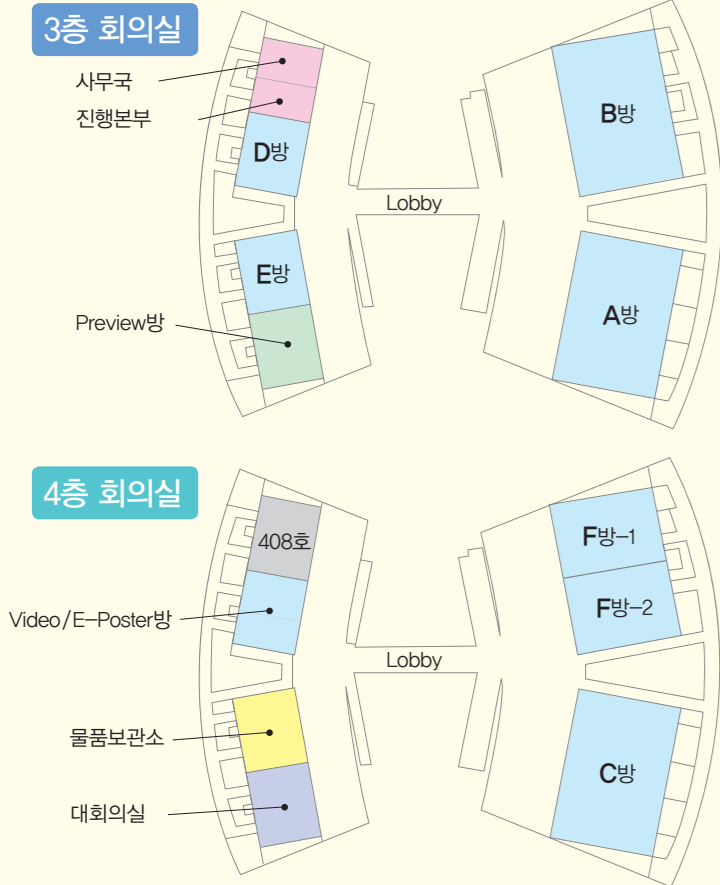 3층 회의실
사무국
진행본부
D방
B방
Lobby
E방
A방
Preview방
4층 회의실
408호
F방-1
Video/E-Poster방
F방-2
Lobby
물품보관소
C방
대회의실